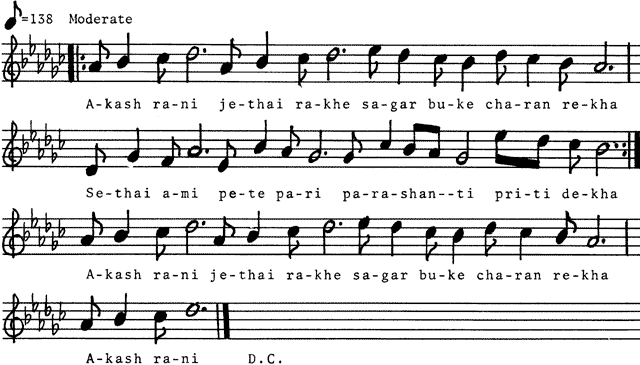 ♪=138 Moderate
A-kash ra-ni je-thai ra-khe sa-gar bu-ke cha-ran re-kha
Se-thai a-mi pe-te pa-ri pa-ra-shan--ti pri-ti de-kha
A-kash ra-ni je-thai ra-khe sa-gar bu-ke cha-ran re-kha
A-kash ra-ni D.C.